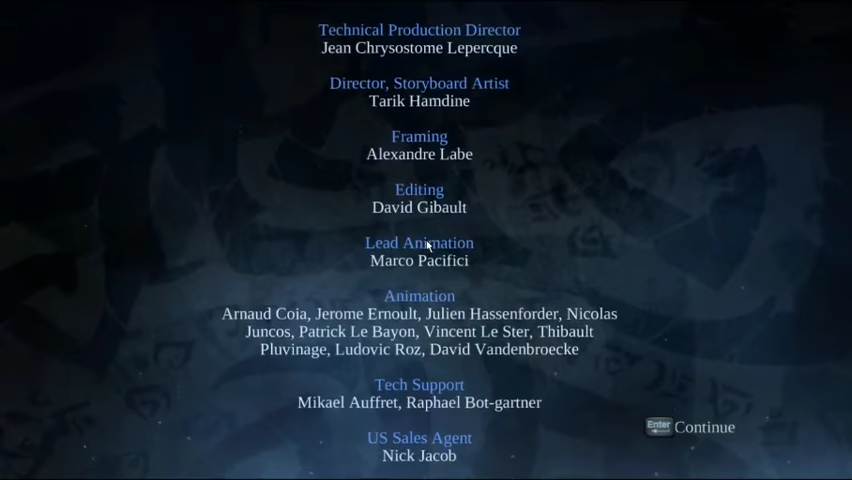 Technical Production Director
Jean Chrysostome Lepercque
Director, Storyboard Artist
Tarik Hamdine
Framing
Alexandre Labe
Editing
David Gibault
Lead Animation
Marco Pacifici
Animation
Arnaud Coia, Jerome Ernoult, Julien Hassenforder, Nicolas
Juncos, Patrick Le Bayon, Vincent Le Ster, Thibault
Pluvinage, Ludovic Roz, David Vandenbroecke
Tech Support
Mikael Auffret, Raphael Bot-gartner
US Sales Agent
Nick Jacob
Enter Continue